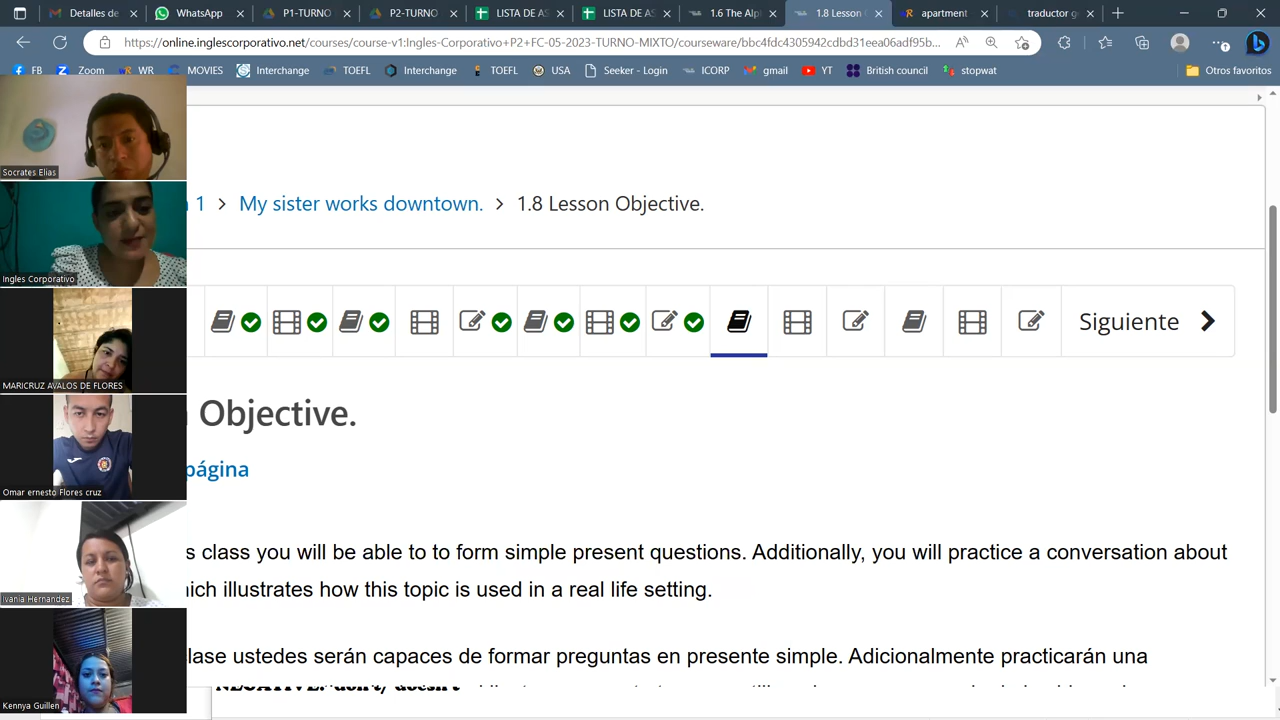 Detalles de
WhatsApp
P1-TURNO
P2-TURNO
LISTA DE AS
LISTA DE AS
1.6 The Alp
1.8 Lesson
apartment
traductor g
https://online.inglescorporativo.net/courses/course-v1:Ingles-Corporativo+P2+FC-05-2023-TURNO-MIXTO/courseware/bbc4fdc4305942cdbd31eea06adf95b...
FB
Zoom
WR
MOVIES
Interchange
TOEFL
Interchange
TOEFL
USA
Seeker - Login
ICORP
gmail
YT
British council
stopwat
Otros favoritos
Socrates Elias
1 > My sister works downtown. > 1.8 Lesson Objective.
Ingles Corporativo
Siguiente
MARICRUZ AVALOS DE FLORES
Objective.
página
Omar ernesto Flores cruz
s class you will be able to to form simple present questions. Additionally, you will practice a conversation about
ich illustrates how this topic is used in a real life setting.
Ivania Hernandez
lase ustedes serán capaces de formar preguntas en presente simple. Adicionalmente practicarán una
NEGATIVE: don't/ doesn't
Kennya Guillen